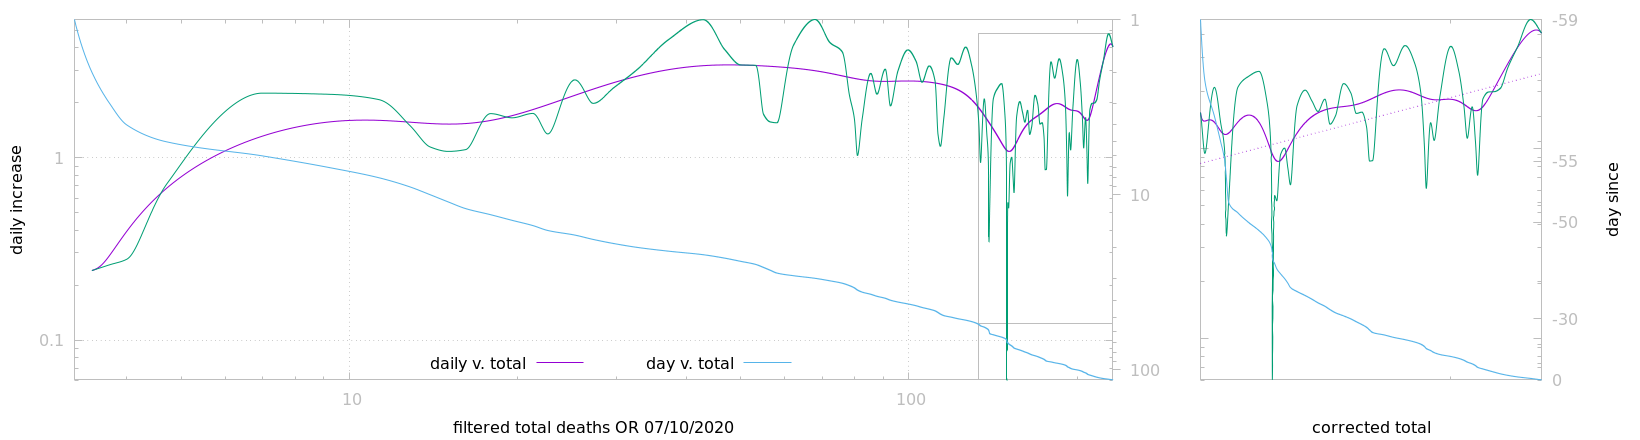 1
0.1
daily increase
daily v. total
day v. total
10
100
filtered total deaths OR 07/10/2020
1
10
100
-59
-55
-50
-30
0
day since
corrected total